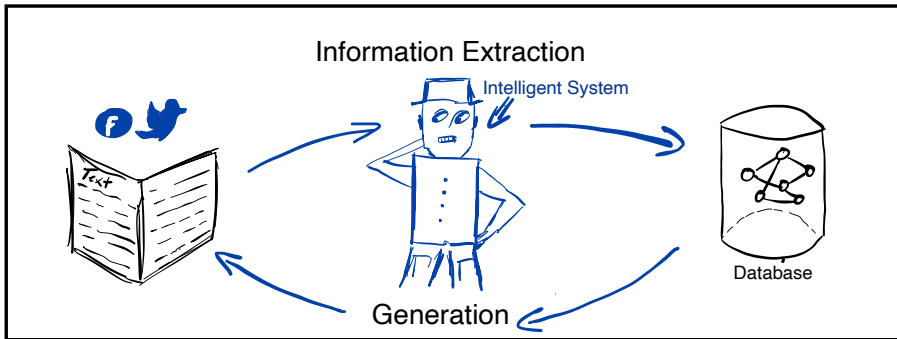 Information Extraction
Intelligent System
f
Text
Database
Generation